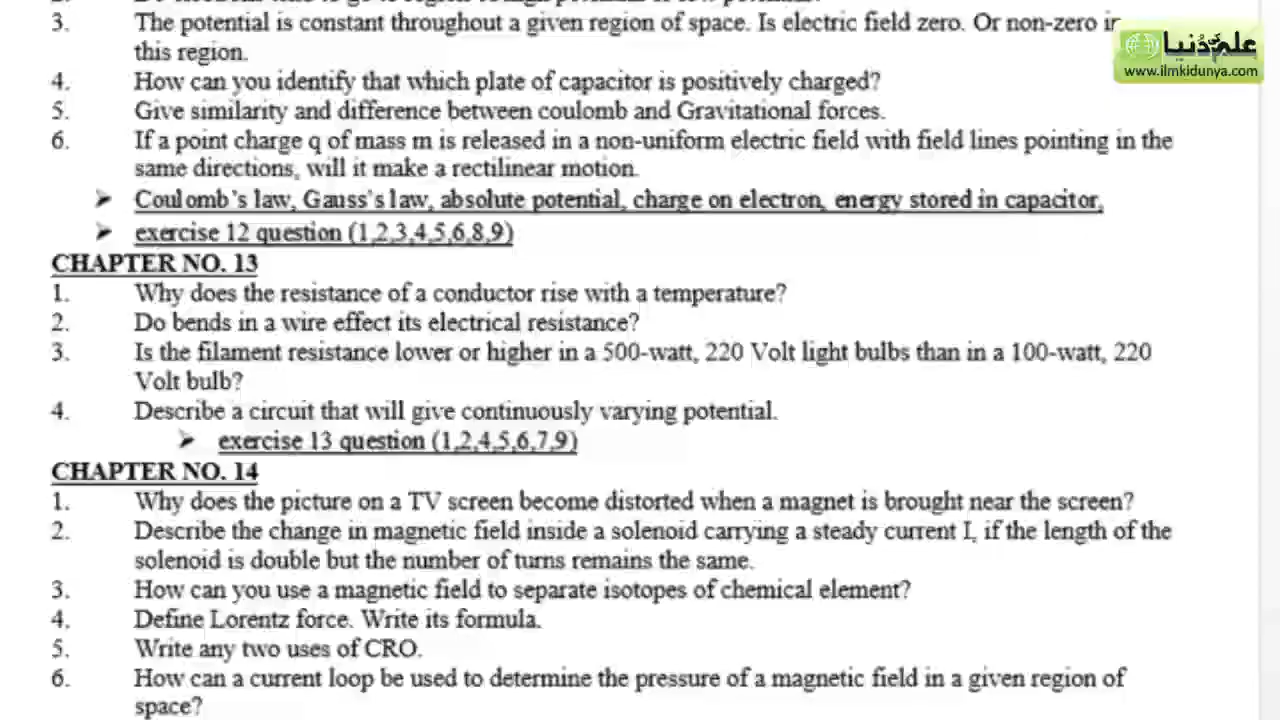 3. The potential is constant throughout a given region of space. Is electric field zero. Or non-zero in
this region.
علم کی دنیا
www.ilmkidunya.com
4. How can you identify that which plate of capacitor is positively charged?
5. Give similarity and difference between coulomb and Gravitational forces.
6. If a point charge q of mass m is released in a non-uniform electric field with field lines pointing in the
same directions, will it make a rectilinear motion.
➢ Coulomb's law, Gauss's law, absolute potential, charge on electron, energy stored in capacitor,
➢ exercise 12 question (1,2,3,4,5,6,8,9)
CHAPTER NO. 13
1. Why does the resistance of a conductor rise with a temperature?
2. Do bends in a wire effect its electrical resistance?
3. Is the filament resistance lower or higher in a 500-watt, 220 Volt light bulbs than in a 100-watt, 220
Volt bulb?
4. Describe a circuit that will give continuously varying potential.
➢ exercise 13 question (1,2,4,5,6,7,9)
CHAPTER NO. 14
1. Why does the picture on a TV screen become distorted when a magnet is brought near the screen?
2. Describe the change in magnetic field inside a solenoid carrying a steady current I, if the length of the
solenoid is double but the number of turns remains the same.
3. How can you use a magnetic field to separate isotopes of chemical element?
4. Define Lorentz force. Write its formula.
5. Write any two uses of CRO.
6. How can a current loop be used to determine the pressure of a magnetic field in a given region of
space?